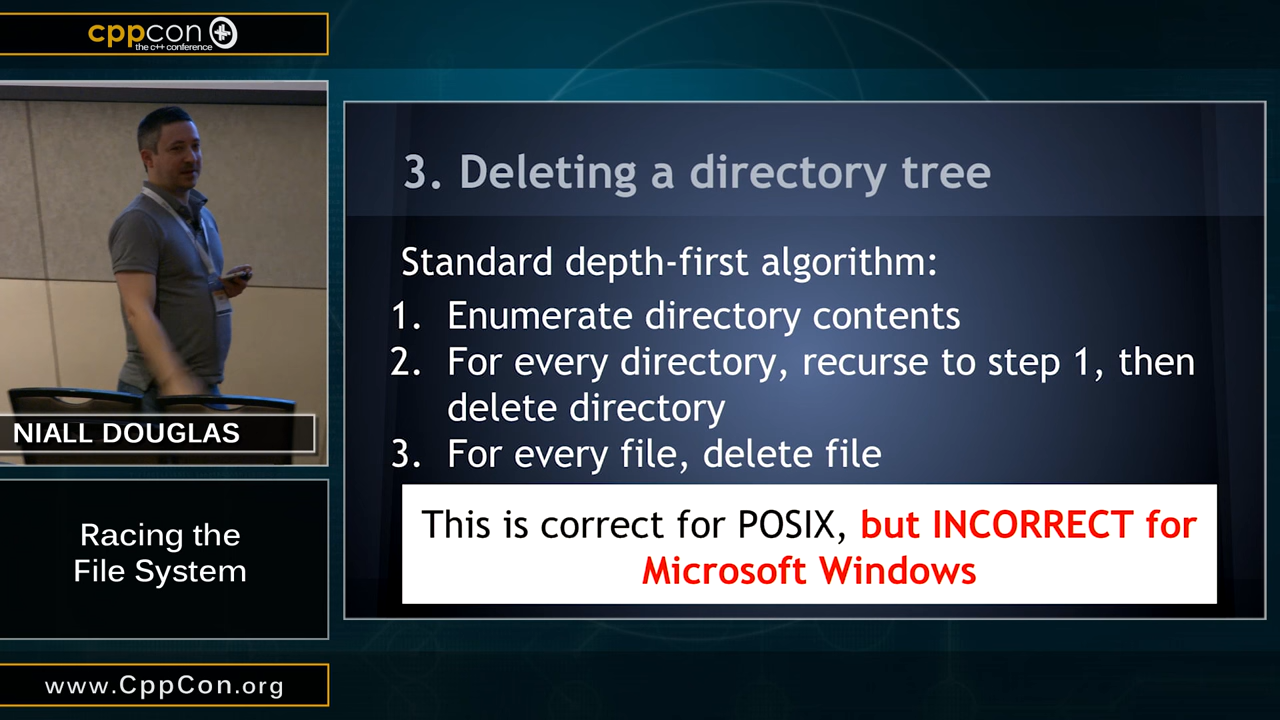 cppcon
the c++ conference
NIALL DOUGLAS
Racing the
File System
www.CppCon.org
3. Deleting a directory tree
Standard depth-first algorithm:
1. Enumerate directory contents
2. For every directory, recurse to step 1, then
delete directory
3. For every file, delete file
This is correct for POSIX, but INCORRECT for
Microsoft Windows